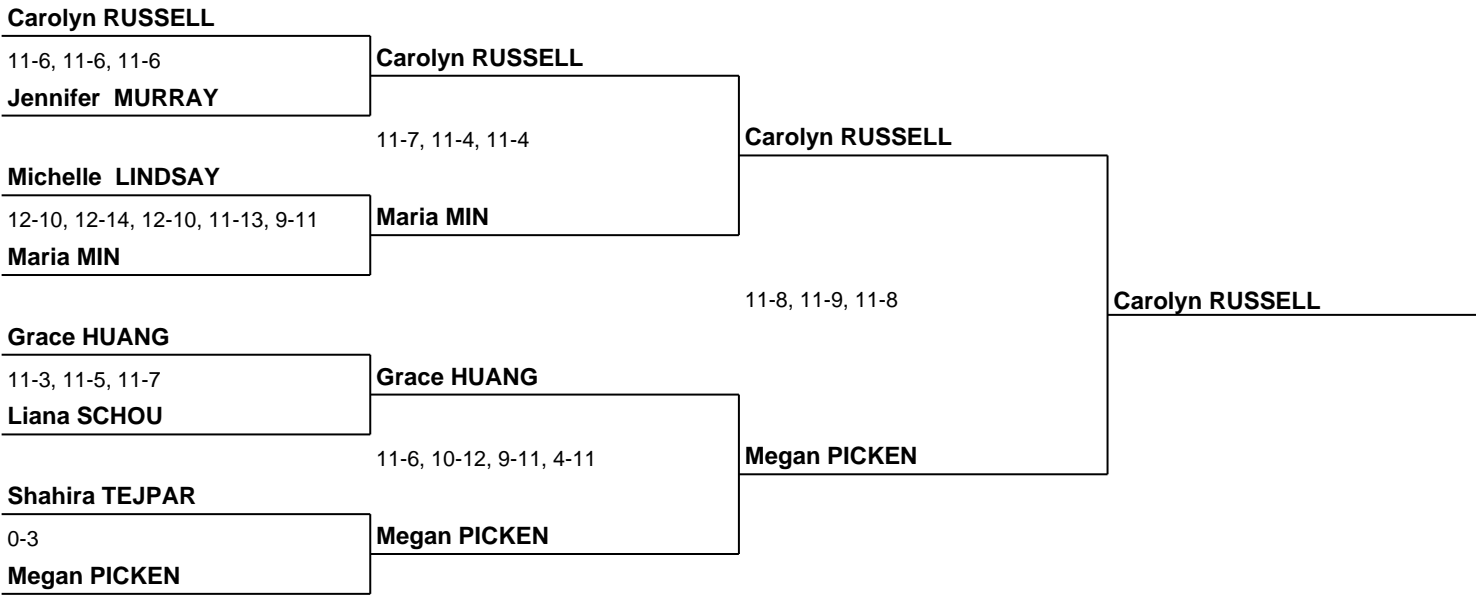 Carolyn RUSSELL
11-6, 11-6, 11-6
Jennifer  MURRAY
Michelle  LINDSAY
12-10, 12-14, 12-10, 11-13, 9-11
Maria MIN
Grace HUANG
11-3, 11-5, 11-7
Liana SCHOU
Shahira TEJPAR
0-3
Megan PICKEN
Carolyn RUSSELL
11-7, 11-4, 11-4
Maria MIN
Grace HUANG
11-6, 10-12, 9-11, 4-11
Megan PICKEN
Carolyn RUSSELL
11-8, 11-9, 11-8
Megan PICKEN
Carolyn RUSSELL